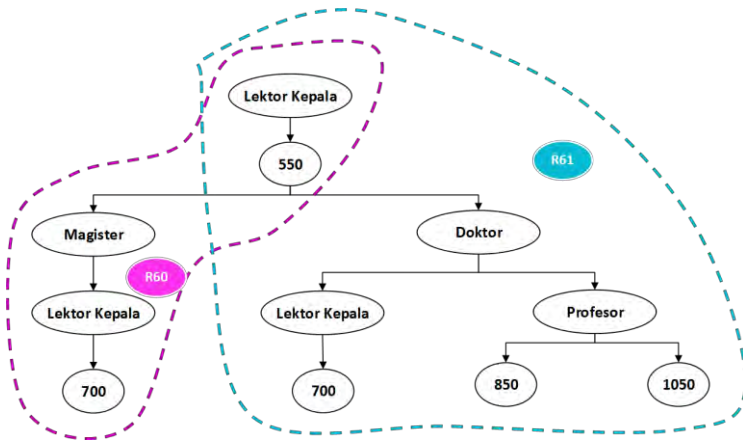 Lektor Kepala
R61
550
Magister
Doktor
R60
Lektor Kepala
Lektor Kepala
Profesor
700
700
850
1050